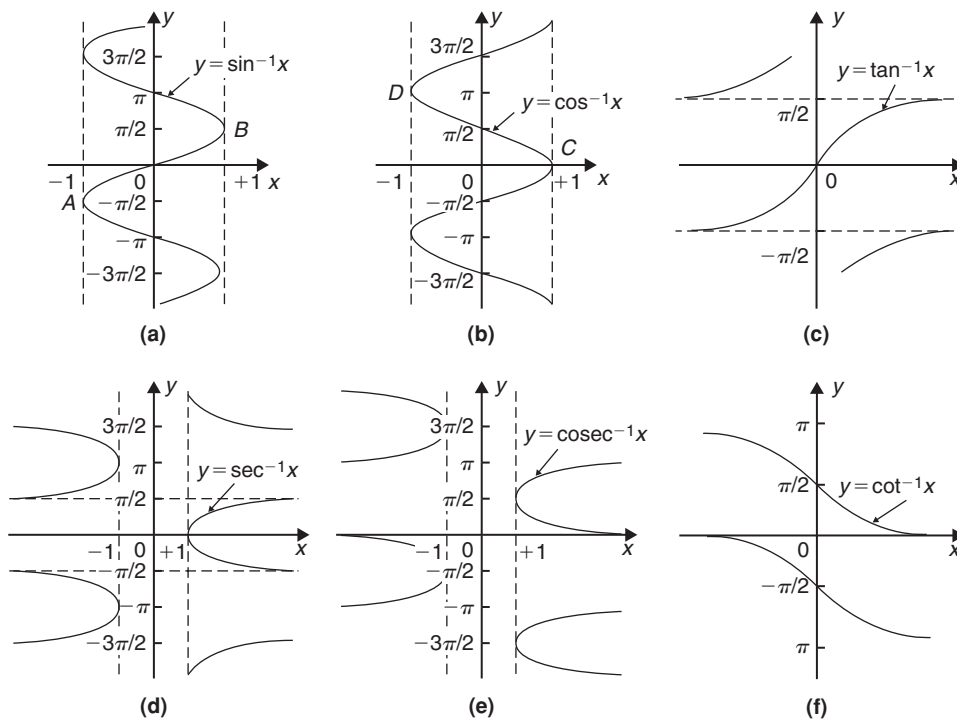 y
3π/2
y=sin⁻¹x
π
π/2
B
−1
0
+1 x
A
−π/2
−π
−3π/2
(a)
y
3π/2
D
π
y=cos⁻¹x
π/2
C
−1
0
+1
x
−π/2
−π
−3π/2
(b)
y
y=tan⁻¹x
π/2
0
x
−π/2
(c)
y
3π/2
π
y=sec⁻¹x
π/2
−1
0
+1
x
−π/2
−π
−3π/2
(d)
y
3π/2
y=cosec⁻¹x
π
π/2
−1
0
+1
x
−π/2
−π
−3π/2
(e)
y
π
π/2
y=cot⁻¹x
0
x
−π/2
π
(f)